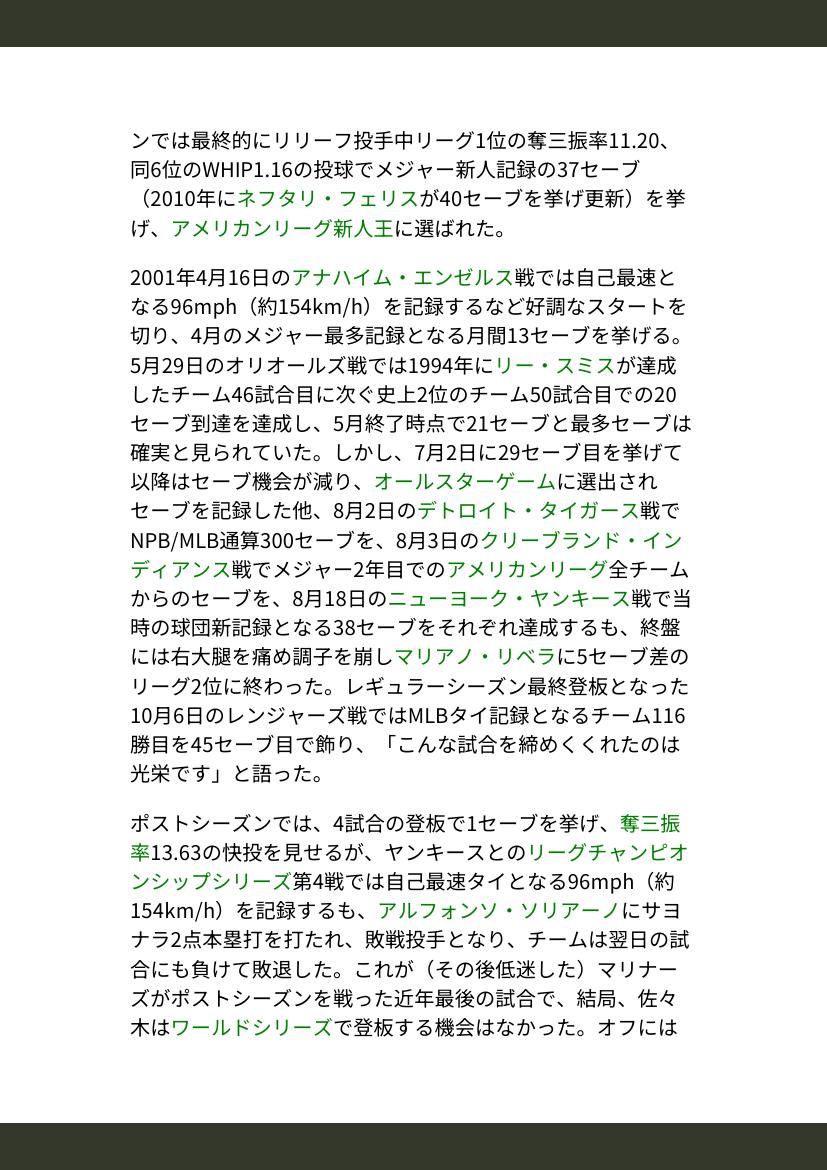 ンでは最終的にリリーフ投手中リーグ1位の奪三振率11.20、
同6位のWHIP1.16の投球でメジャー新人記録の37セーブ
（2010年にネフタリ・フェリスが40セーブを挙げ更新）を挙
げ、アメリカンリーグ新人王に選ばれた。
2001年4月16日のアナハイム・エンゼルス戦では自己最速と
なる96mph（約154km/h）を記録するなど好調なスタートを
切り、4月のメジャー最多記録となる月間13セーブを挙げる。
5月29日のオリオールズ戦では1994年にリー・スミスが達成
したチーム46試合目に次ぐ史上2位のチーム50試合目での20
セーブ到達を達成し、5月終了時点で21セーブと最多セーブは
確実と見られていた。しかし、7月2日に29セーブ目を挙げて
以降はセーブ機会が減り、オールスターゲームに選出され
セーブを記録した他、8月2日のデトロイト・タイガース戦で
NPB/MLB通算300セーブを、8月3日のクリーブランド・イン
ディアンス戦でメジャー2年目でのアメリカンリーグ全チーム
からのセーブを、8月18日のニューヨーク・ヤンキース戦で当
時の球団新記録となる38セーブをそれぞれ達成するも、終盤
には右大腿を痛め調子を崩しマリアノ・リベラに5セーブ差の
リーグ2位に終わった。レギュラーシーズン最終登板となった
10月6日のレンジャーズ戦ではMLBタイ記録となるチーム116
勝目を45セーブ目で飾り、「こんな試合を締めくくれたのは
光栄です」と語った。
ポストシーズンでは、4試合の登板で1セーブを挙げ、奪三振
率13.63の快投を見せるが、ヤンキースとのリーグチャンピオ
ンシップシリーズ第4戦では自己最速タイとなる96mph（約
154km/h）を記録するも、アルフォンソ・ソリアーノにサヨ
ナラ2点本塁打を打たれ、敗戦投手となり、チームは翌日の試
合にも負けて敗退した。これが（その後低迷した）マリナー
ズがポストシーズンを戦った近年最後の試合で、結局、佐々
木はワールドシリーズで登板する機会はなかった。オフには